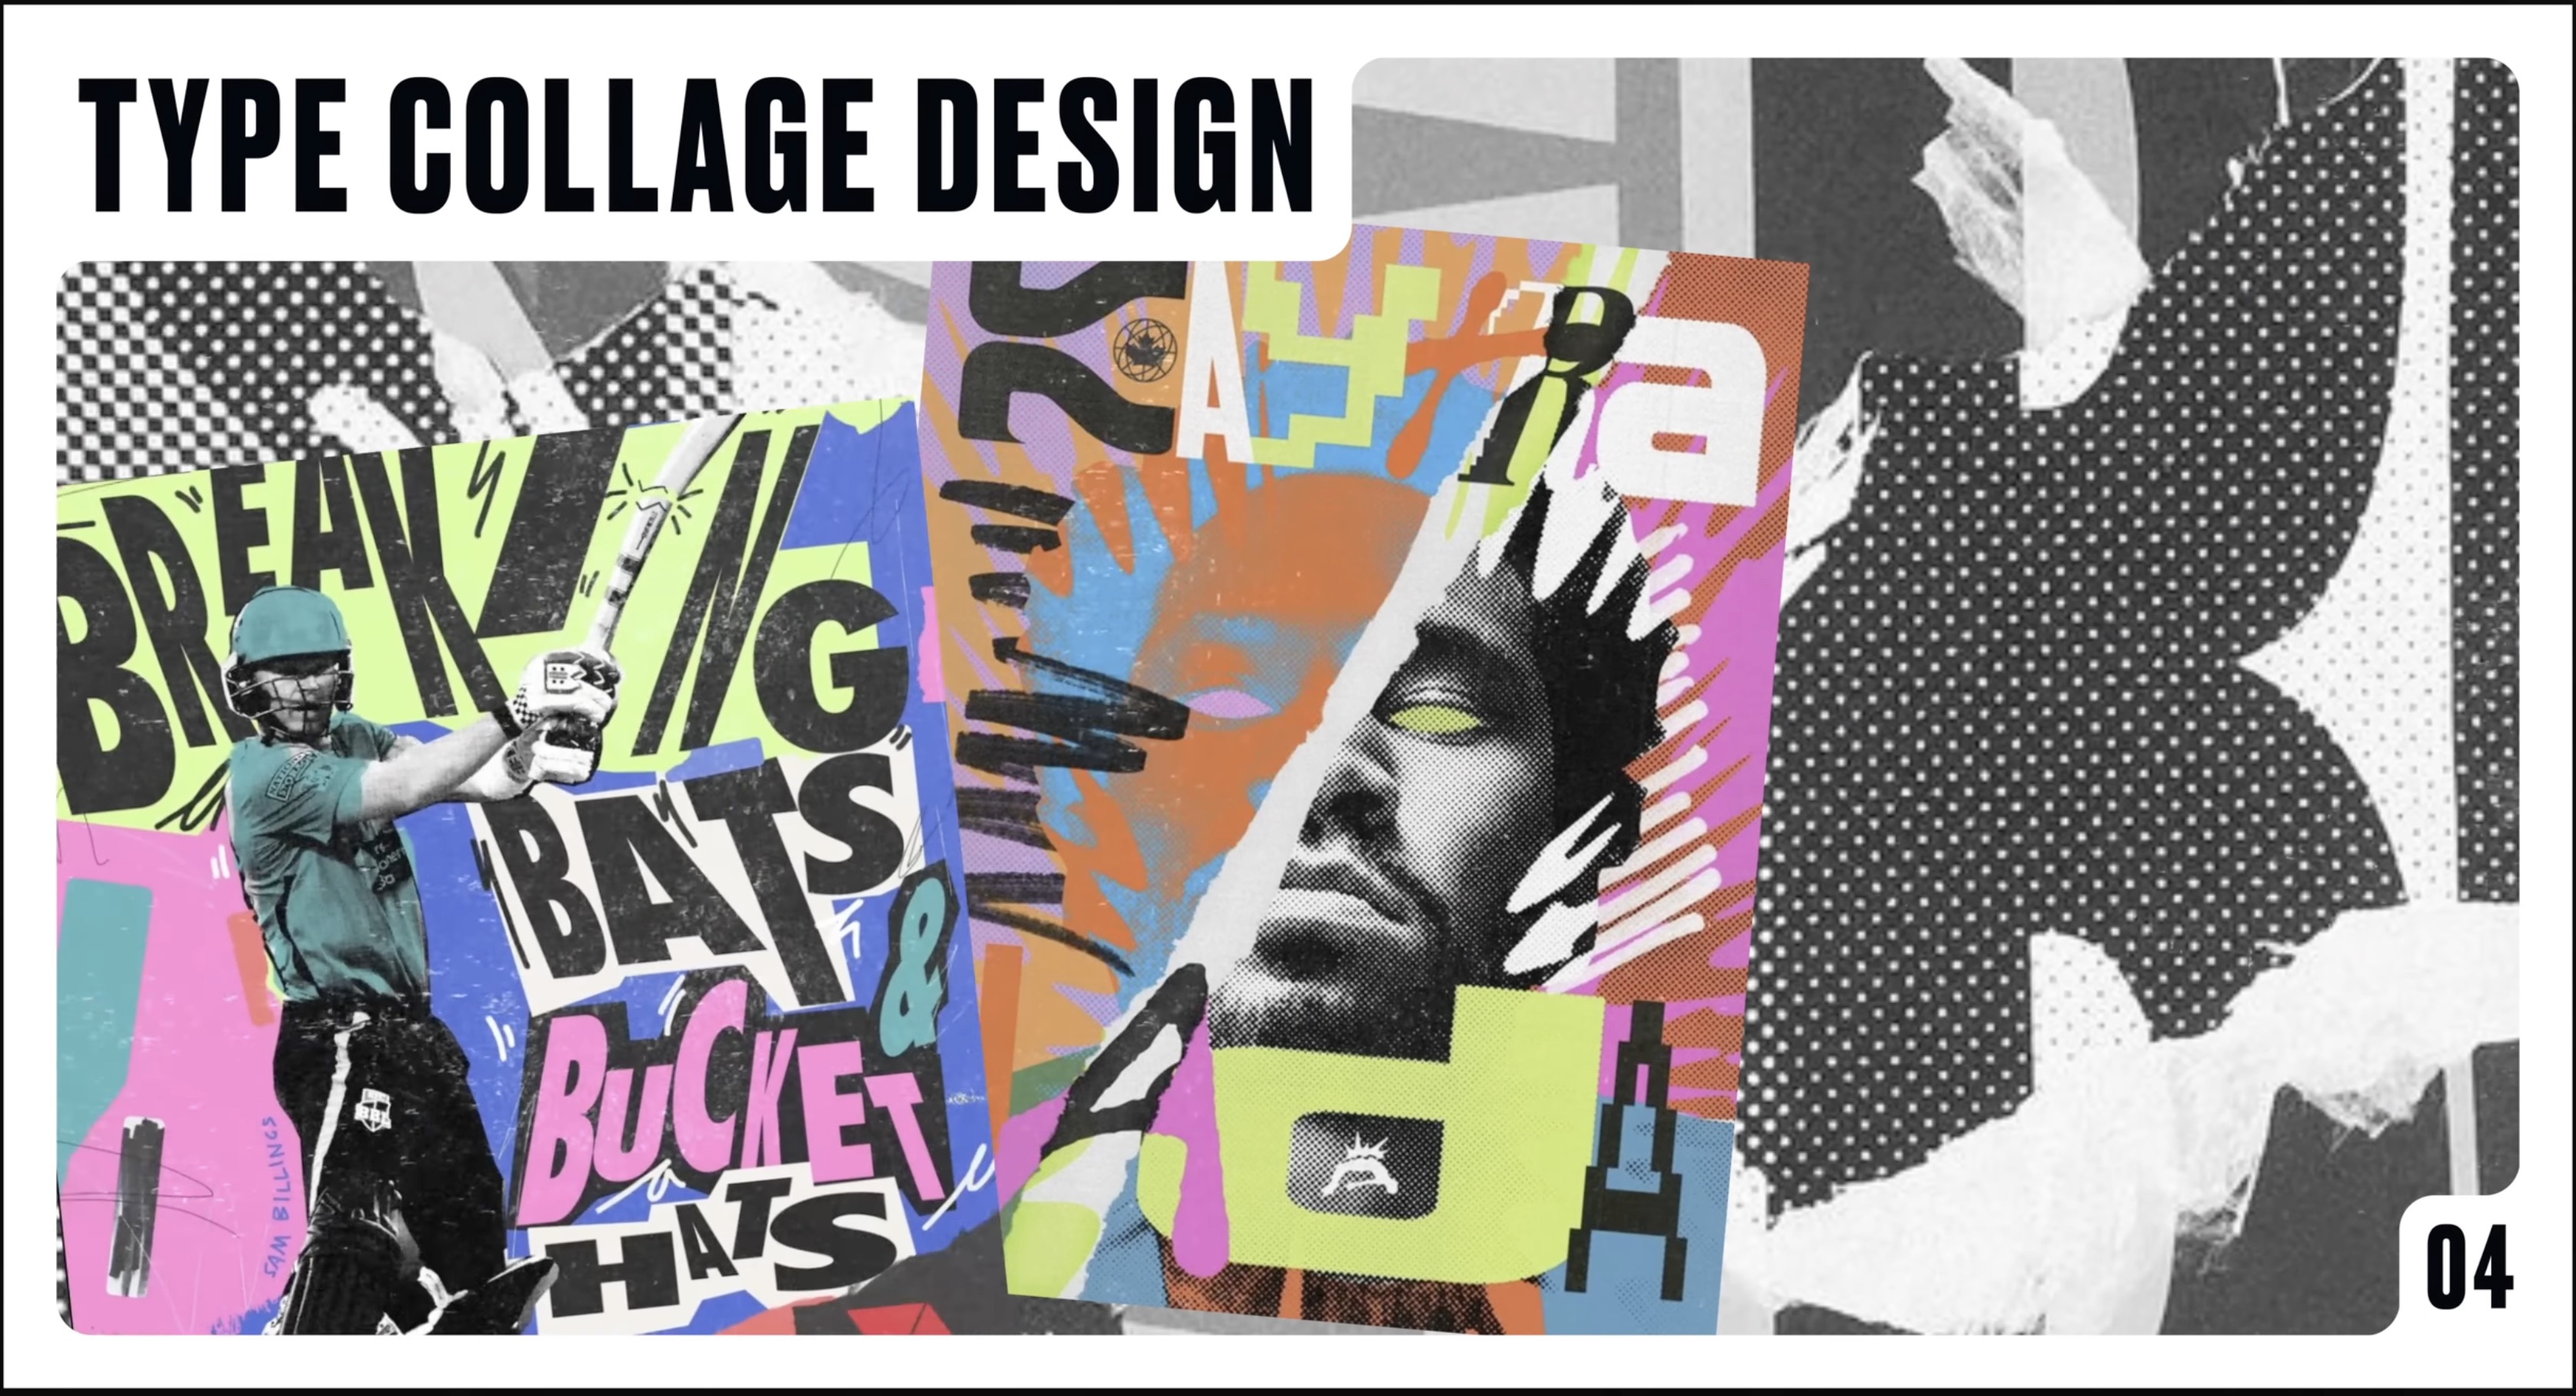 TYPE COLLAGE DESIGN
BREAKING
BATS
&
BUCKET
HATS
SAM BILLINGS
04